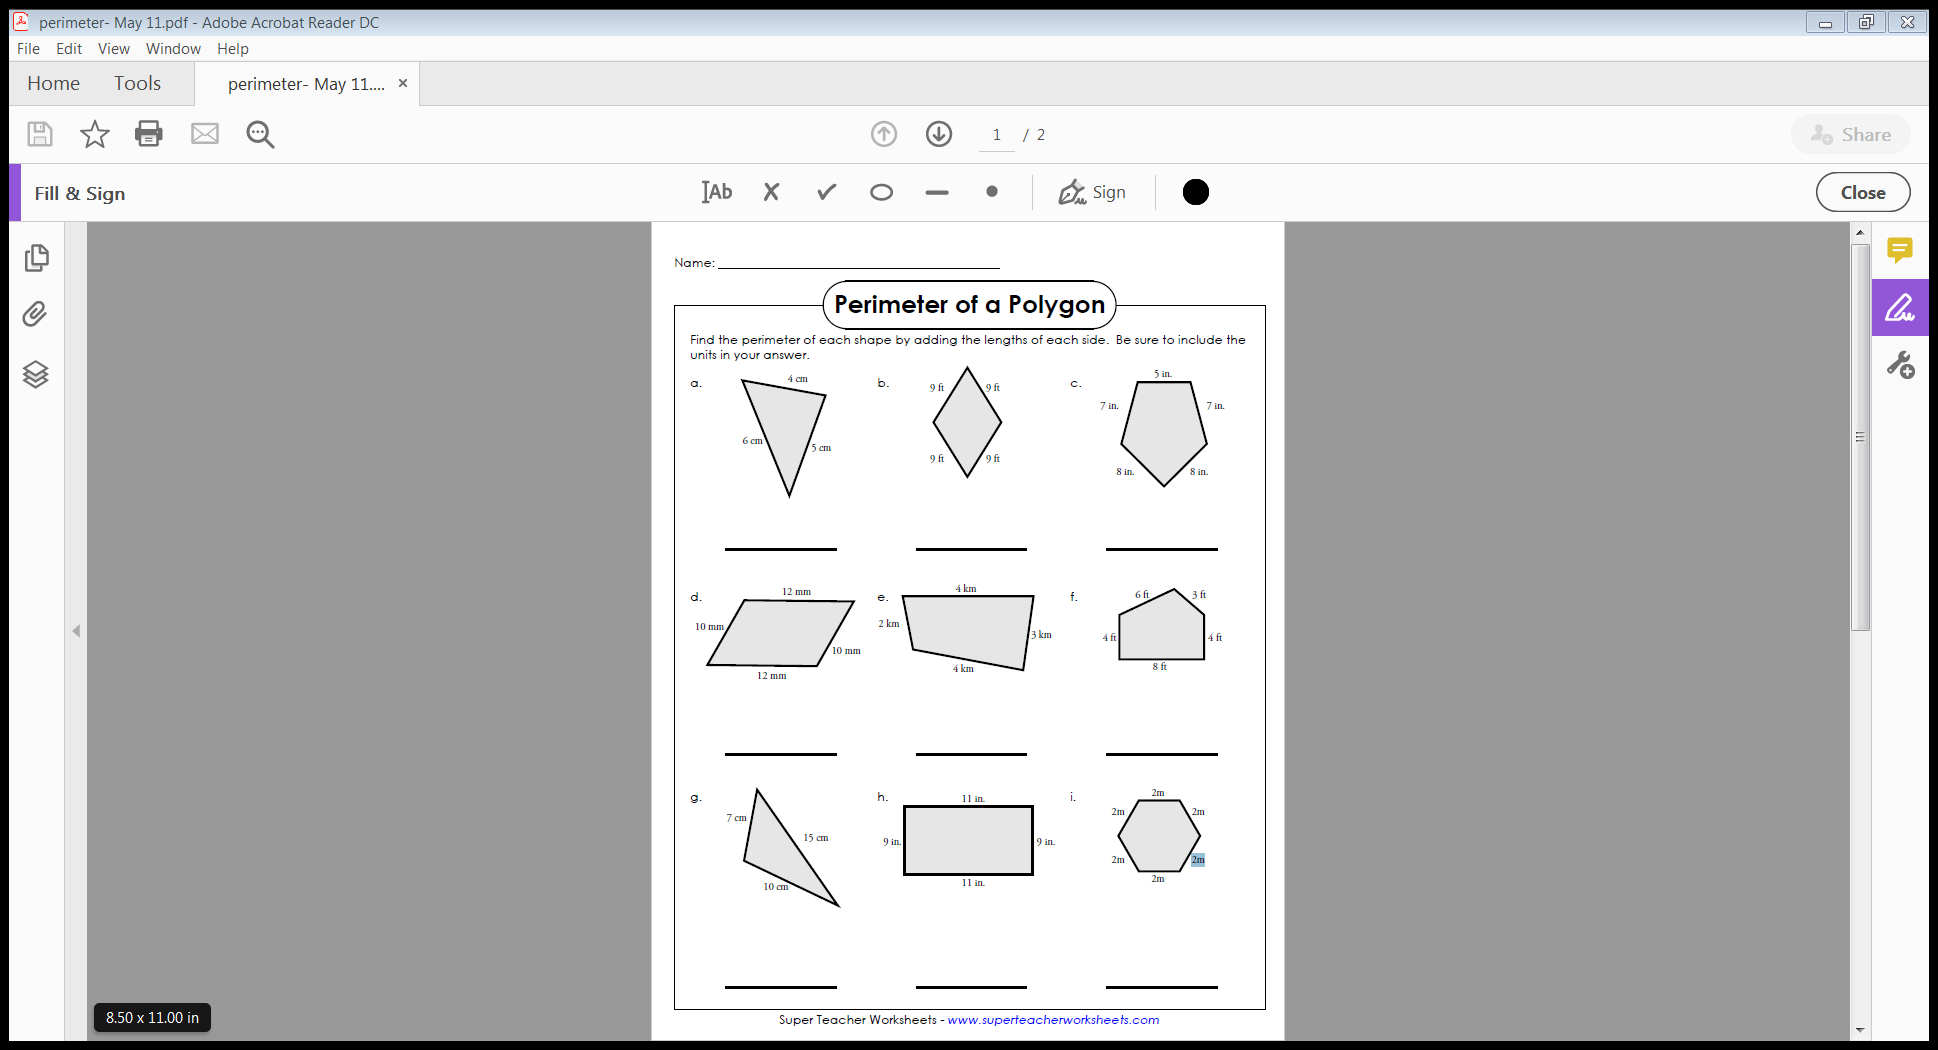 perimeter- May 11.pdf - Adobe Acrobat Reader DC
File Edit View Window Help
Home Tools perimeter- May 11....
1 / 2
Share
Fill & Sign
Ab
Sign
Close
Name:
Perimeter of a Polygon
Find the perimeter of each shape by adding the lengths of each side. Be sure to include the
units in your answer.
a.
4 cm
6 cm
5 cm
b.
9 ft
9 ft
9 ft
9 ft
c.
5 in.
7 in.
7 in.
8 in.
8 in.
d.
12 mm
10 mm
10 mm
12 mm
e.
4 km
2 km
3 km
4 km
f.
6 ft
3 ft
4 ft
4 ft
8 ft
g.
7 cm
15 cm
10 cm
h.
11 in.
9 in.
9 in.
11 in.
i.
2m
2m
2m
2m
2m
2m
8.50 x 11.00 in
Super Teacher Worksheets - www.superteacherworksheets.com